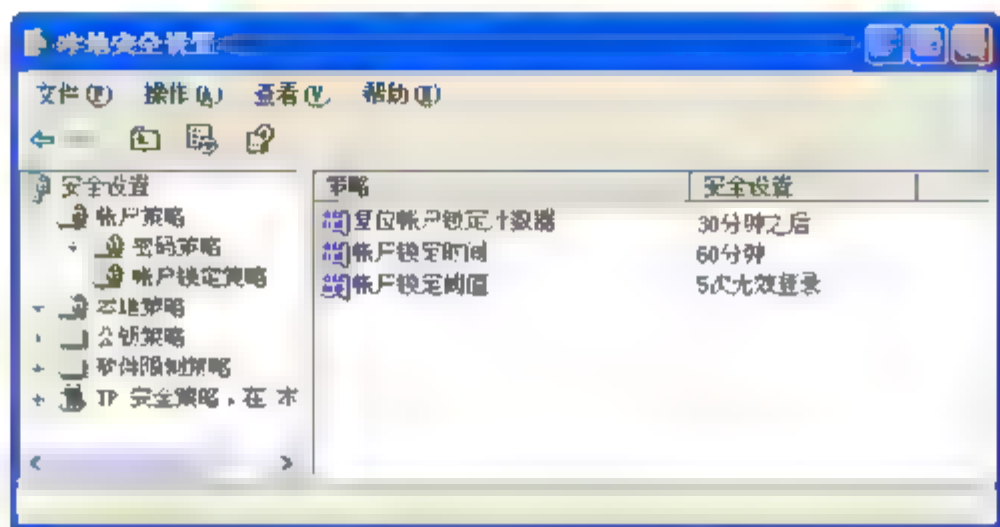 本地安全设置
文件(F) 操作(A) 查看(V) 帮助(H)
安全设置
帐户策略
密码策略
帐户锁定策略
本地策略
公钥策略
软件限制策略
IP 安全策略，在 本
策略 安全设置
复位帐户锁定计数器 30分钟之后
帐户锁定时间 60分钟
帐户锁定阈值 5次无效登录